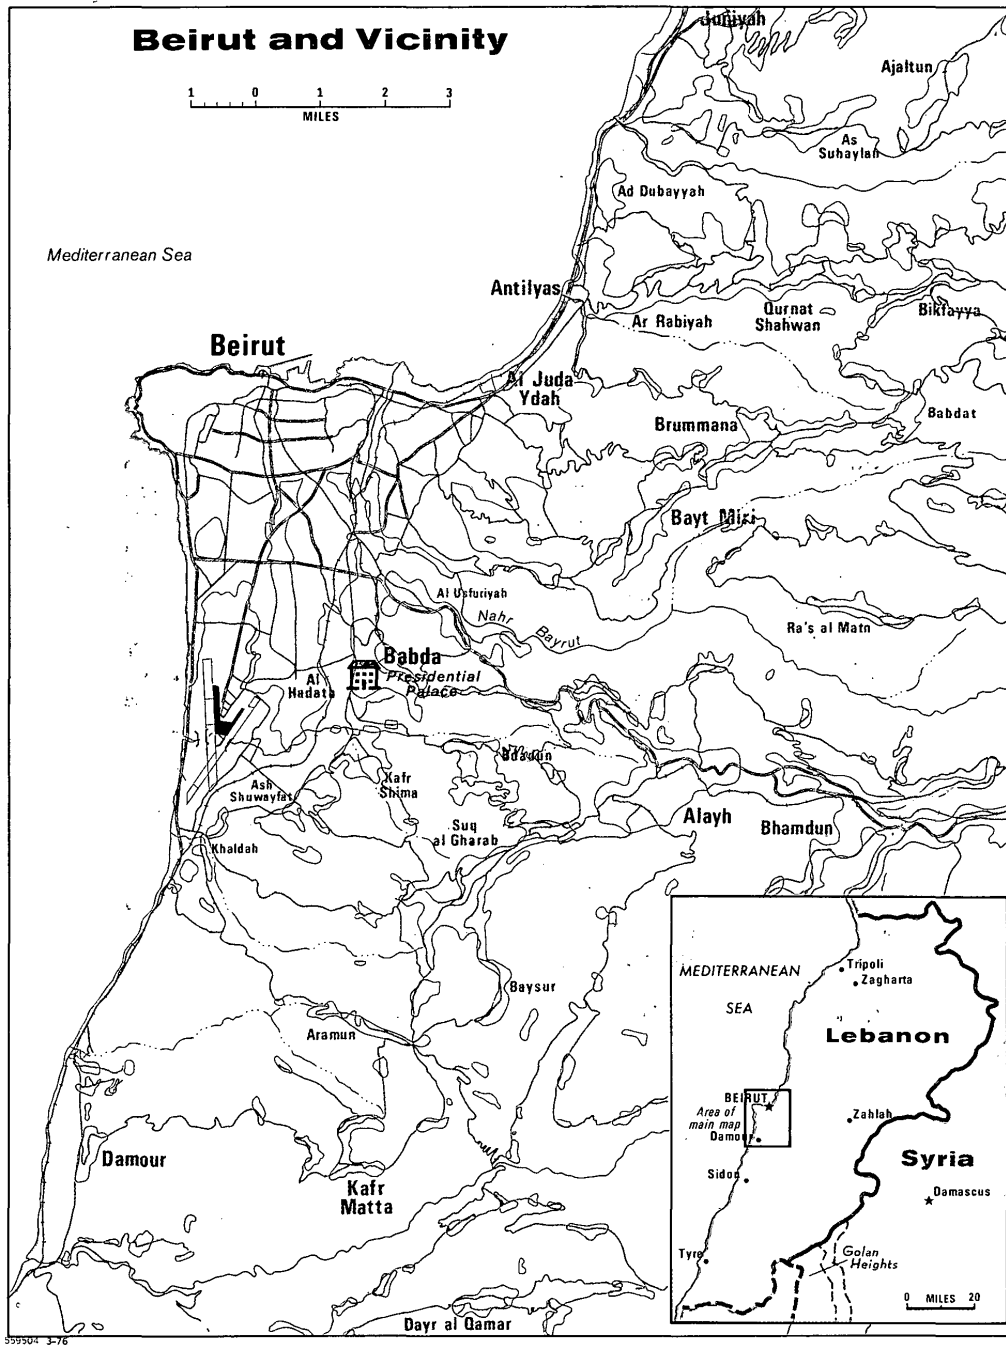 Beirut and Vicinity
1 0 1 2 3
MILES
Juniyah
Ajaltun
As
Suhaylah
Ad Dubayyah
Mediterranean Sea
Antilyas
Ar Rabiyah
Qurnat
Shahwan
Bikfayya
Beirut
Al Juda
Ydah
Babdat
Brummana
Bayt Miri
Al Usfuriyah
Nahr Bayrut
Ra's al Matn
Babda
Presidential
Palace
Al
Hadata
Bdadun
Ash
Shuwayfat
Kafr
Shima
Suq
al Gharab
Alayh
Bhamdun
Khaldah
Baysur
Aramun
Damour
Kafr
Matta
Dayr al Qamar
MEDITERRANEAN
SEA
Tripoli
Zagharta
Lebanon
BEIRUT
Area of
main map
Damour
Zahlah
Sidon
Syria
Damascus
Tyre
Golan
Heights
0 MILES 20
559504 3-76